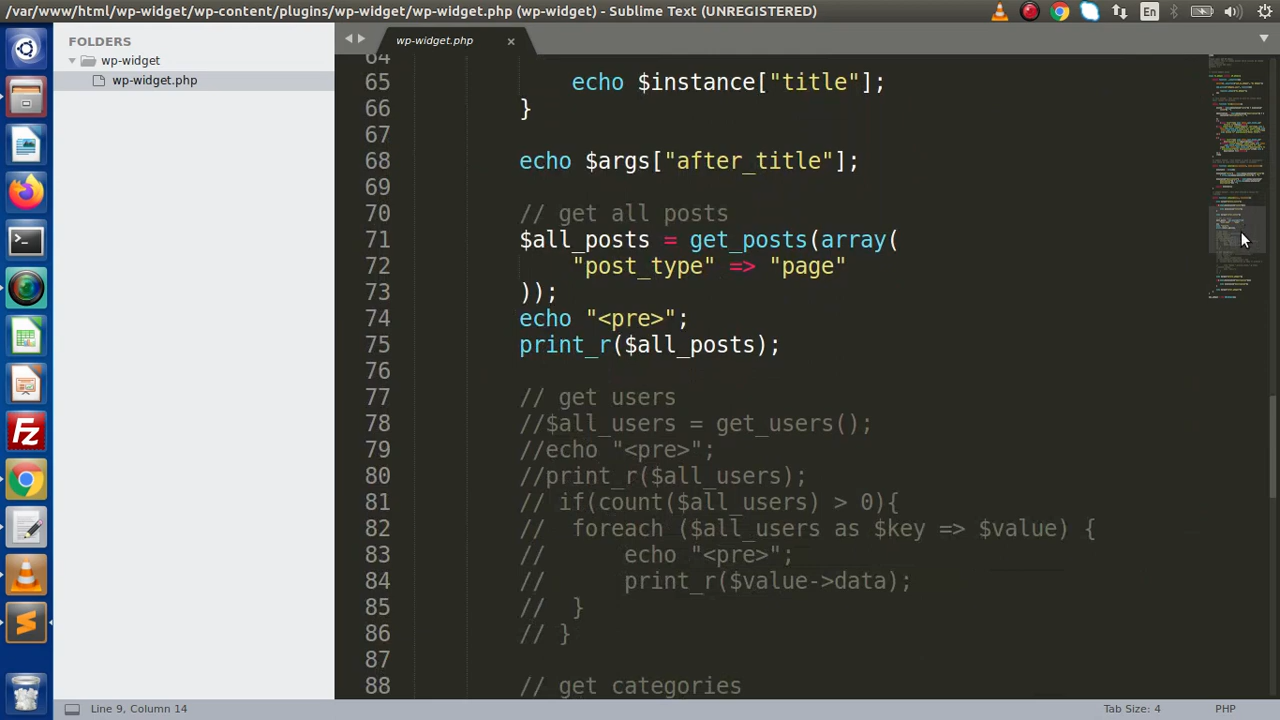 /var/www/html/wp-widget/wp-content/plugins/wp-widget/wp-widget.php (wp-widget) - Sublime Text (UNREGISTERED)
En
FOLDERS
wp-widget
wp-widget.php
wp-widget.php
64
65 echo $instance["title"];
66 }
67
68 echo $args["after_title"];
69
70 // get all posts
71 $all_posts = get_posts(array(
72 "post_type" => "page"
73 ));
74 echo "<pre>";
75 print_r($all_posts);
76
77 // get users
78 //$all_users = get_users();
79 //echo "<pre>";
80 //print_r($all_users);
81 // if(count($all_users) > 0){
82 // foreach ($all_users as $key => $value) {
83 // echo "<pre>";
84 // print_r($value->data);
85 // }
86 // }
87
88 // get categories
Line 9, Column 14
Tab Size: 4
PHP